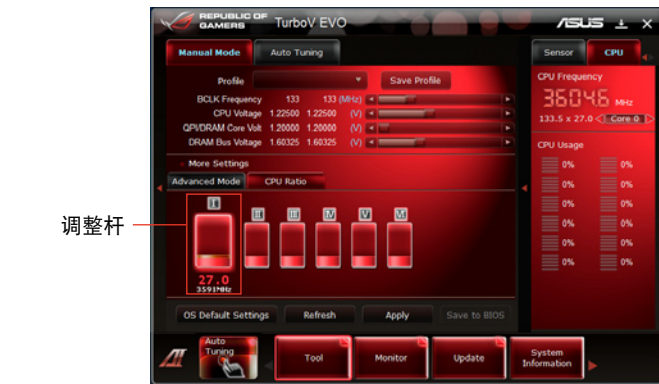 REPUBLIC OF GAMERS TurboV EVO /ISUS
Manual Mode Auto Tuning Sensor CPU
Profile Save Profile
BCLK Frequency 133 133 (MHz)
CPU Voltage 1.22500 1.22500 (V)
QPI/DRAM Core Volt 1.20000 1.20000 (V)
DRAM Bus Voltage 1.60325 1.60325 (V)
CPU Frequency
3604.6 MHz
133.5 x 27.0 Core 0
CPU Usage
0% 0%
0% 0%
0% 0%
0% 0%
0% 0%
0% 0%
More Settings
Advanced Mode CPU Ratio
I II III IV V VI
调整杆
27.0
3591MHz
OS Default Settings Refresh Apply Save to BIOS
Auto Tuning Tool Monitor Update System Information